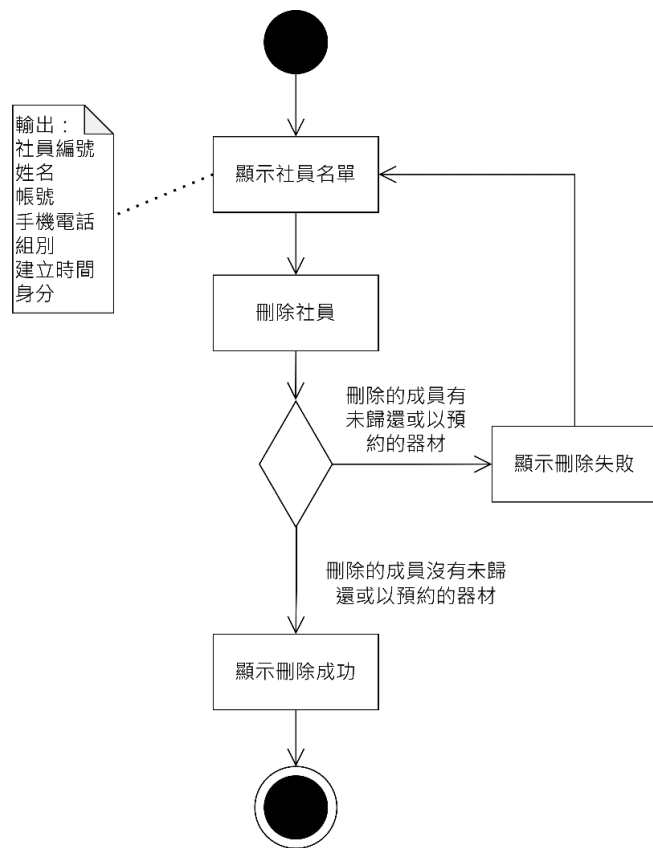 輸出：
社員編號
姓名
帳號
手機電話
組別
建立時間
身分
顯示社員名單
刪除社員
刪除的成員有
未歸還或以預
約的器材
顯示刪除失敗
刪除的成員沒有未歸
還或以預約的器材
顯示刪除成功